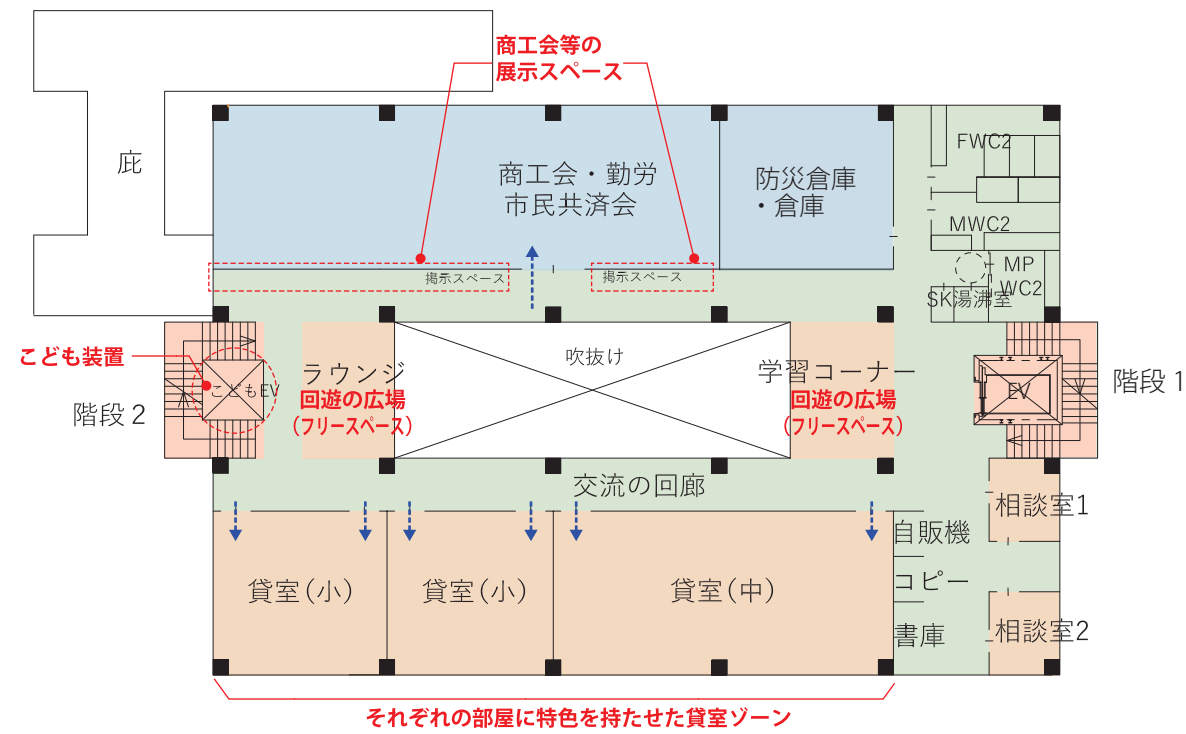 商工会等の
展示スペース
庇
FWC2
商工会・勤労
市民共済会
防災倉庫
・倉庫
MWC2
掲示スペース
掲示スペース
MP
WC2
SK湯沸室
こども装置
こどもEV
階段2
ラウンジ
回遊の広場
(フリースペース)
吹抜け
学習コーナー
回遊の広場
(フリースペース)
EV
階段1
交流の回廊
相談室1
自販機
コピー
書庫
相談室2
貸室(小)
貸室(小)
貸室(中)
それぞれの部屋に特色を持たせた貸室ゾーン